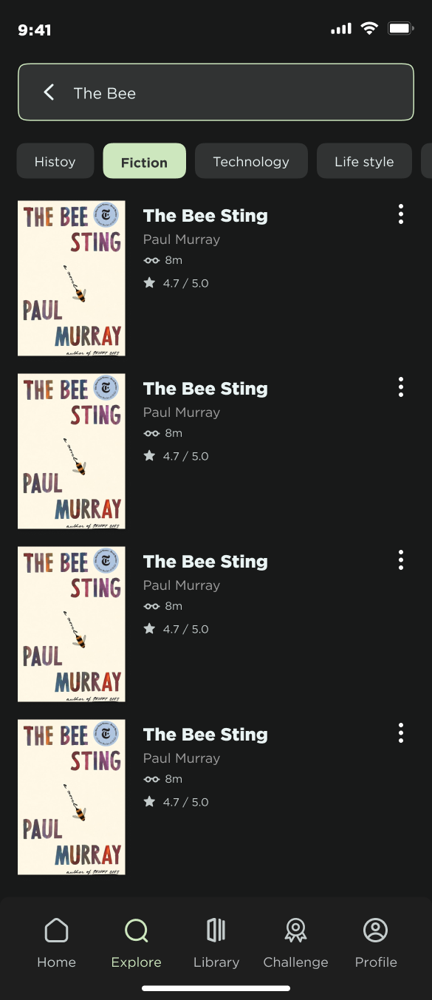 9:41
The Bee
Histoy
Fiction
Technology
Life style
THE BEE
STING
a novel
PAUL
MURRAY
author of SKIPPY DIES
The Bee Sting
Paul Murray
8m
4.7 / 5.0
THE BEE
STING
a novel
PAUL
MURRAY
author of SKIPPY DIES
The Bee Sting
Paul Murray
8m
4.7 / 5.0
THE BEE
STING
a novel
PAUL
MURRAY
author of SKIPPY DIES
The Bee Sting
Paul Murray
8m
4.7 / 5.0
THE BEE
STING
a novel
PAUL
MURRAY
author of SKIPPY DIES
The Bee Sting
Paul Murray
8m
4.7 / 5.0
Home
Explore
Library
Challenge
Profile